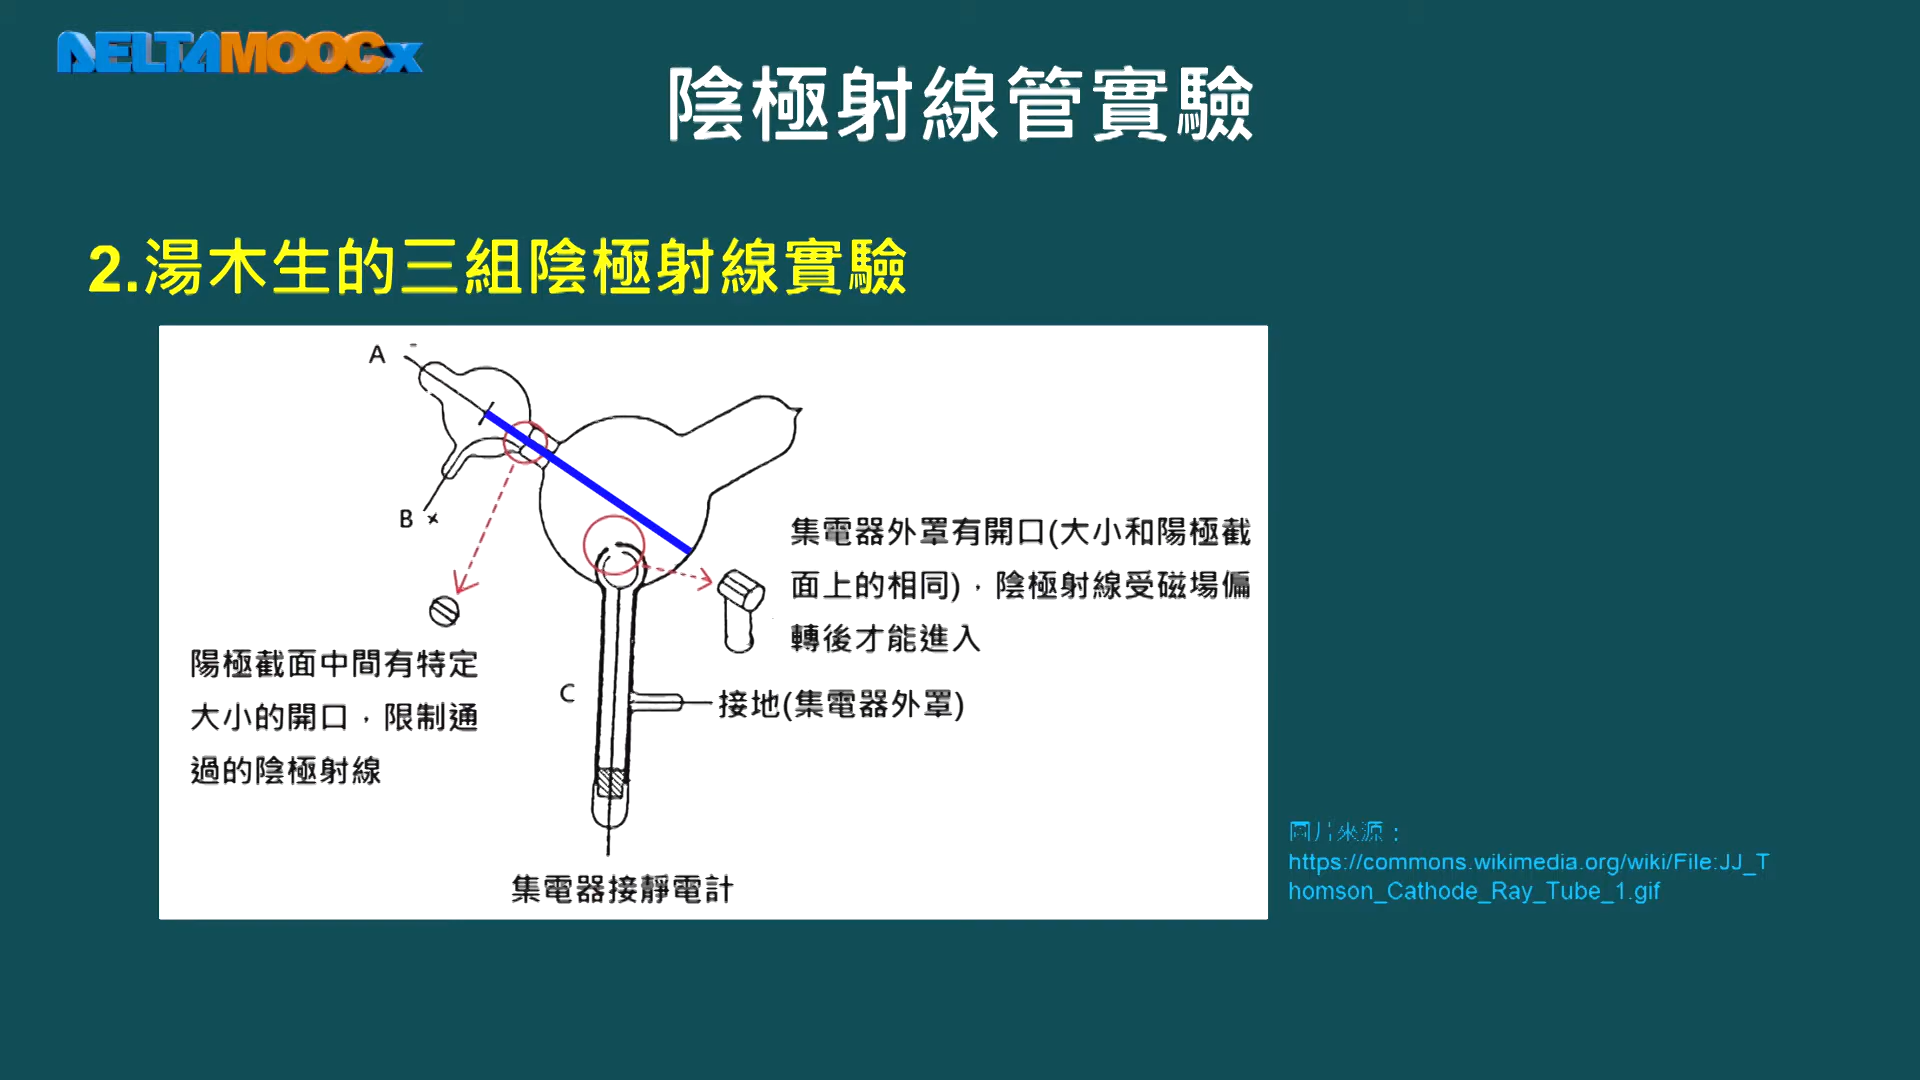 DELTAMOOCx
陰極射線管實驗
2.湯木生的三組陰極射線實驗
A -
B x
集電器外罩有開口(大小和陽極截
面上的相同)，陰極射線受磁場偏
轉後才能進入
陽極截面中間有特定
大小的開口，限制通
過的陰極射線
C
接地(集電器外罩)
集電器接靜電計
圖片來源：
https://commons.wikimedia.org/wiki/File:JJ_T
homson_Cathode_Ray_Tube_1.gif